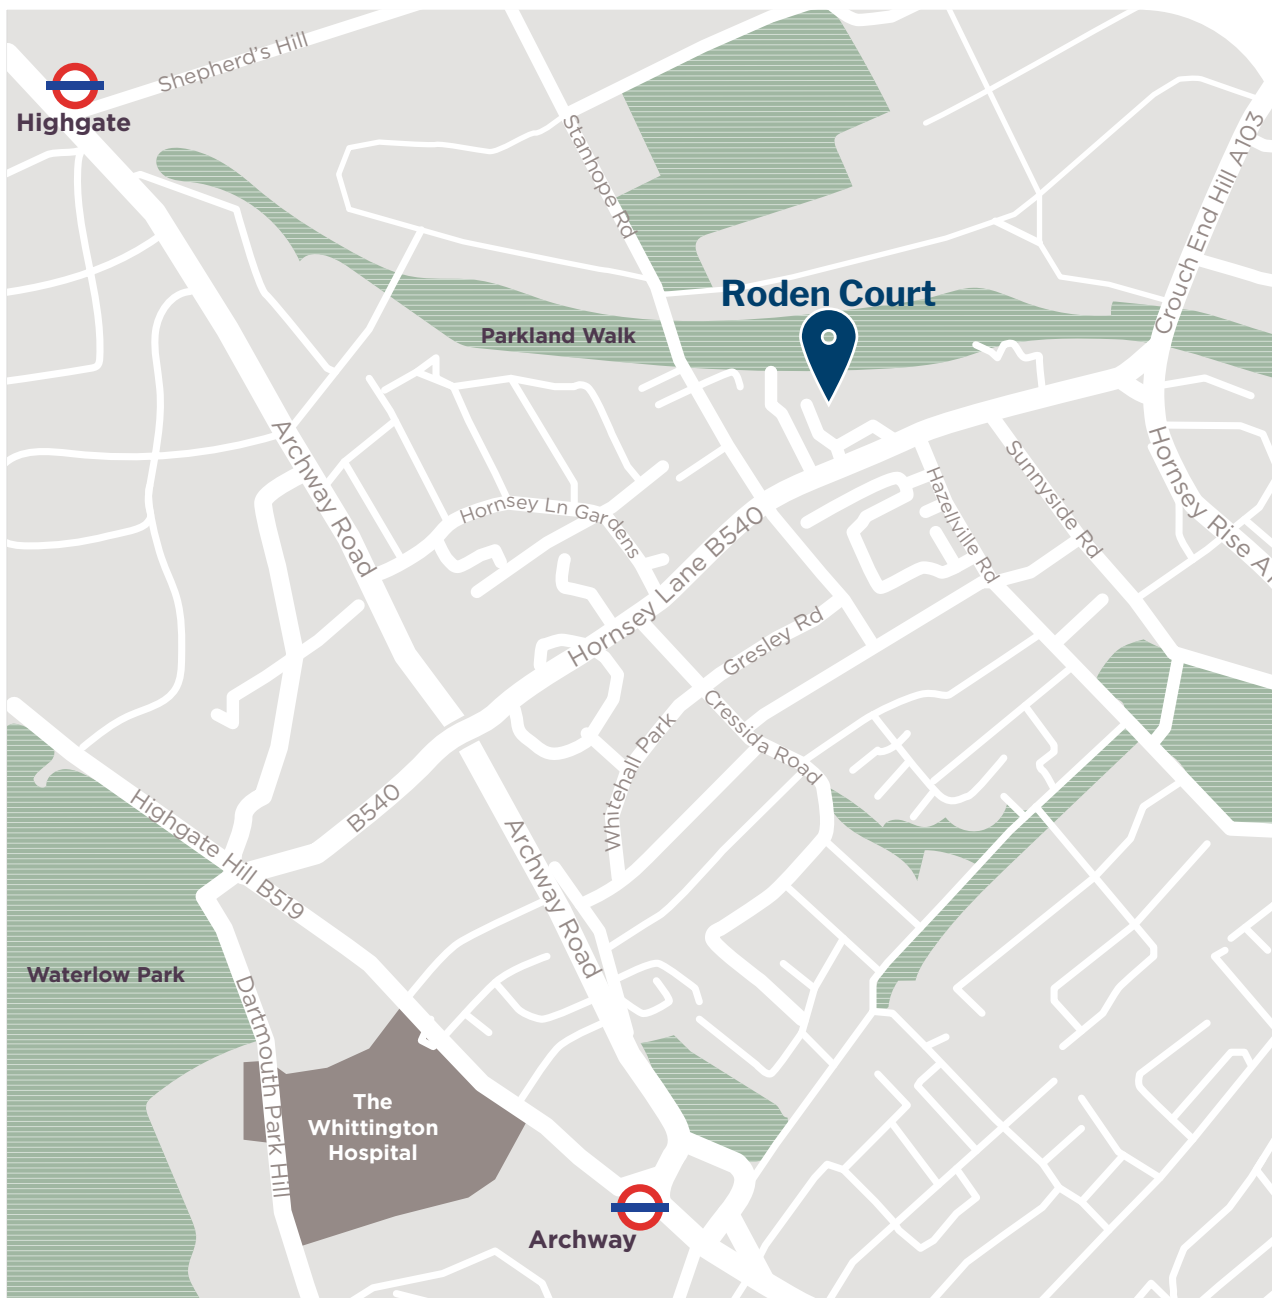 Shepherd's Hill
Highgate
Stanhope Rd
Crouch End Hill A103
Roden Court
Parkland Walk
Archway Road
Hornsey Ln Gardens
Hornsey Lane B540
Hazellville Rd
Sunnyside Rd
Hornsey Rise A1
Gresley Rd
Cressida Road
Whitehall Park
B540
Highgate Hill B519
Archway Road
Waterlow Park
Dartmouth Park Hill
The
Whittington
Hospital
Archway